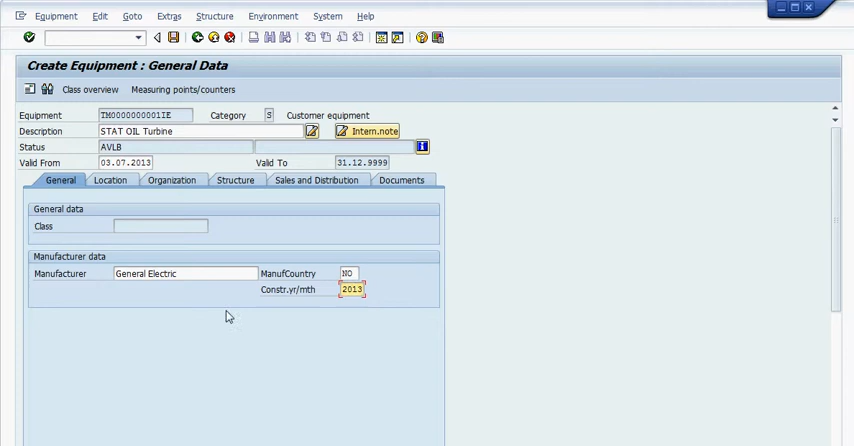 Equipment Edit Goto Extras Structure Environment System Help
Create Equipment : General Data
Class overview Measuring points/counters
Equipment TM0000000001IE Category S Customer equipment
Description STAT OIL Turbine Intern.note
Status AVLB
Valid From 03.07.2013 Valid To 31.12.9999
General Location Organization Structure Sales and Distribution Documents
General data
Class
Manufacturer data
Manufacturer General Electric ManufCountry NO
Constr.yr/mth 2013